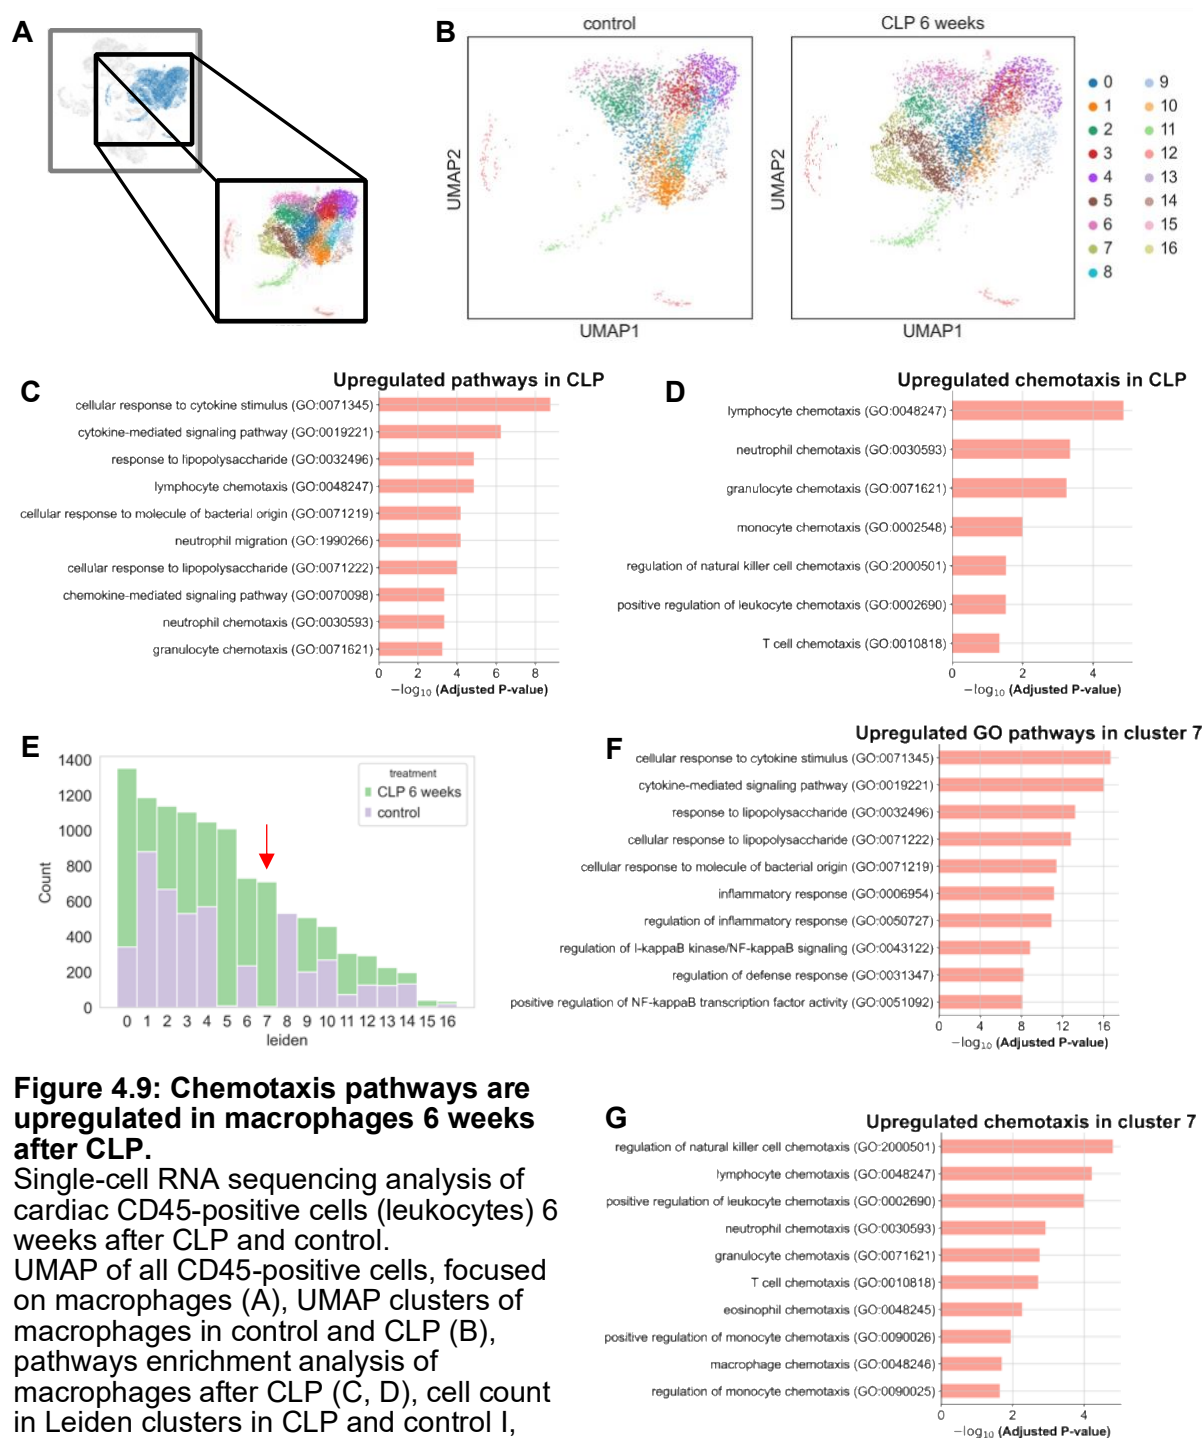 A
B
control
CLP 6 weeks
UMAP2
UMAP1
UMAP2
UMAP1
0
1
2
3
4
5
6
7
8
9
10
11
12
13
14
15
16
C
Upregulated pathways in CLP
cellular response to cytokine stimulus (GO:0071345)
cytokine-mediated signaling pathway (GO:0019221)
response to lipopolysaccharide (GO:0032496)
lymphocyte chemotaxis (GO:0048247)
cellular response to molecule of bacterial origin (GO:0071219)
neutrophil migration (GO:1990266)
cellular response to lipopolysaccharide (GO:0071222)
chemokine-mediated signaling pathway (GO:0070098)
neutrophil chemotaxis (GO:0030593)
granulocyte chemotaxis (GO:0071621)
0 2 4 6 8
−log₁₀ (Adjusted P-value)
D
Upregulated chemotaxis in CLP
lymphocyte chemotaxis (GO:0048247)
neutrophil chemotaxis (GO:0030593)
granulocyte chemotaxis (GO:0071621)
monocyte chemotaxis (GO:0002548)
regulation of natural killer cell chemotaxis (GO:2000501)
positive regulation of leukocyte chemotaxis (GO:0002690)
T cell chemotaxis (GO:0010818)
0 2 4
−log₁₀ (Adjusted P-value)
E
1400
1200
1000
800
600
400
200
0
Count
treatment
CLP 6 weeks
control
0 1 2 3 4 5 6 7 8 9 10 11 12 13 14 15 16
leiden
F
Upregulated GO pathways in cluster 7
cellular response to cytokine stimulus (GO:0071345)
cytokine-mediated signaling pathway (GO:0019221)
response to lipopolysaccharide (GO:0032496)
cellular response to lipopolysaccharide (GO:0071222)
cellular response to molecule of bacterial origin (GO:0071219)
inflammatory response (GO:0006954)
regulation of inflammatory response (GO:0050727)
regulation of I-kappaB kinase/NF-kappaB signaling (GO:0043122)
regulation of defense response (GO:0031347)
positive regulation of NF-kappaB transcription factor activity (GO:0051092)
0 4 8 12 16
−log₁₀ (Adjusted P-value)
Figure 4.9: Chemotaxis pathways are
upregulated in macrophages 6 weeks
after CLP.
Single-cell RNA sequencing analysis of
cardiac CD45-positive cells (leukocytes) 6
weeks after CLP and control.
UMAP of all CD45-positive cells, focused
on macrophages (A), UMAP clusters of
macrophages in control and CLP (B),
pathways enrichment analysis of
macrophages after CLP (C, D), cell count
in Leiden clusters in CLP and control I,
G
Upregulated chemotaxis in cluster 7
regulation of natural killer cell chemotaxis (GO:2000501)
lymphocyte chemotaxis (GO:0048247)
positive regulation of leukocyte chemotaxis (GO:0002690)
neutrophil chemotaxis (GO:0030593)
granulocyte chemotaxis (GO:0071621)
T cell chemotaxis (GO:0010818)
eosinophil chemotaxis (GO:0048245)
positive regulation of monocyte chemotaxis (GO:0090026)
macrophage chemotaxis (GO:0048246)
regulation of monocyte chemotaxis (GO:0090025)
0 2 4
−log₁₀ (Adjusted P-value)